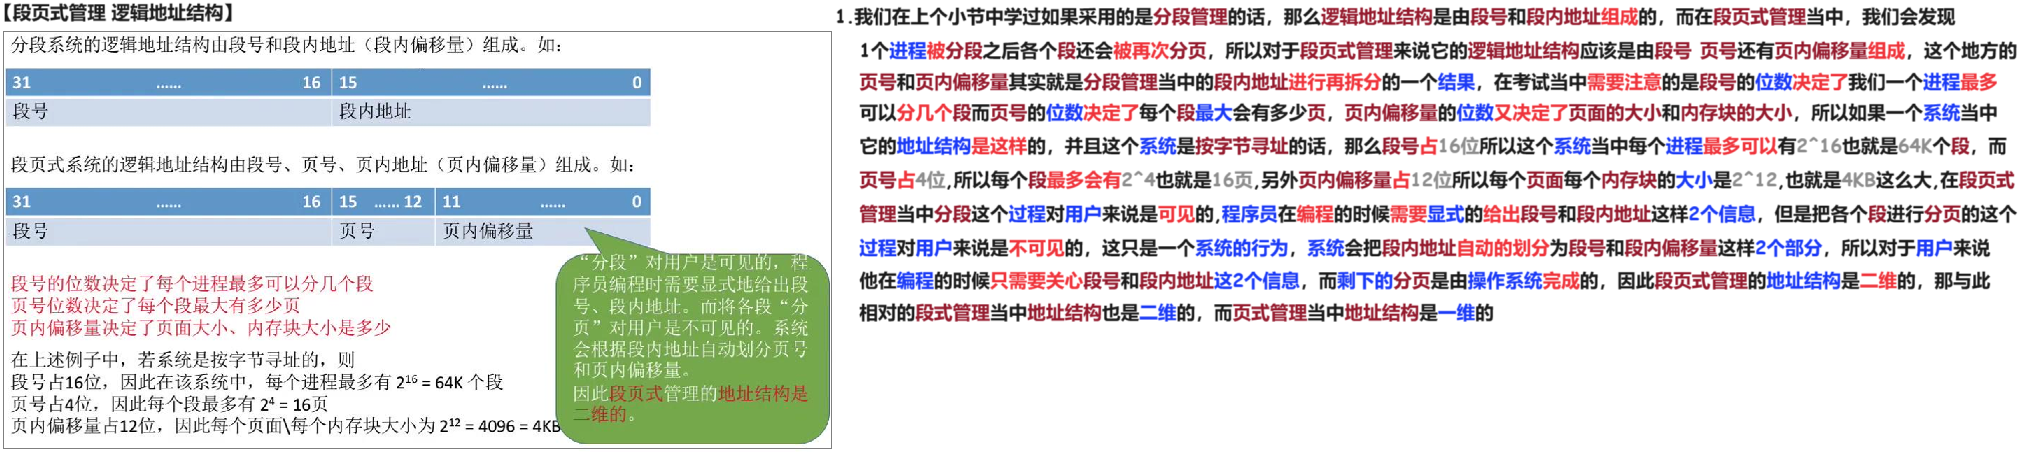 【段页式管理 逻辑地址结构】
分段系统的逻辑地址结构由段号和段内地址（段内偏移量）组成。如：
31 …… 16 15 …… 0
段号 段内地址
段页式系统的逻辑地址结构由段号、页号、页内地址（页内偏移量）组成。如：
31 …… 16 15 …… 12 11 …… 0
段号 页号 页内偏移量
段号的位数决定了每个进程最多可以分几个段
页号位数决定了每个段最大有多少页
页内偏移量决定了页面大小、内存块大小是多少
在上述例子中，若系统是按字节寻址的，则
段号占16位，因此在该系统中，每个进程最多有 2^16 = 64K 个段
页号占4位，因此每个段最多有 2^4 = 16页
页内偏移量占12位，因此每个页面\每个内存块大小为 2^12 = 4096 = 4KB
“分段”对用户是可见的，程
序员编程时需要显式地给出段
号、段内地址。而将各段“分
页”对用户是不可见的。系统
会根据段内地址自动划分页号
和页内偏移量。
因此段页式管理的地址结构是
二维的。
1.我们在上个小节中学过如果采用的是分段管理的话，那么逻辑地址结构是由段号和段内地址组成的，而在段页式管理当中，我们会发现
1个进程被分段之后各个段还会被再次分页，所以对于段页式管理来说它的逻辑地址结构应该是由段号 页号还有页内偏移量组成，这个地方的
页号和页内偏移量其实就是分段管理当中的段内地址进行再拆分的一个结果，在考试当中需要注意的是段号的位数决定了我们一个进程最多
可以分几个段而页号的位数决定了每个段最大会有多少页，页内偏移量的位数又决定了页面的大小和内存块的大小，所以如果一个系统当中
它的地址结构是这样的，并且这个系统是按字节寻址的话，那么段号占16位所以这个系统当中每个进程最多可以有2^16也就是64K个段，而
页号占4位,所以每个段最多会有2^4也就是16页,另外页内偏移量占12位所以每个页面每个内存块的大小是2^12,也就是4KB这么大,在段页式
管理当中分段这个过程对用户来说是可见的,程序员在编程的时候需要显式的给出段号和段内地址这样2个信息，但是把各个段进行分页的这个
过程对用户来说是不可见的，这只是一个系统的行为，系统会把段内地址自动的划分为段号和段内偏移量这样2个部分，所以对于用户来说
他在编程的时候只需要关心段号和段内地址这2个信息，而剩下的分页是由操作系统完成的，因此段页式管理的地址结构是二维的，那与此
相对的段式管理当中地址结构也是二维的，而页式管理当中地址结构是一维的